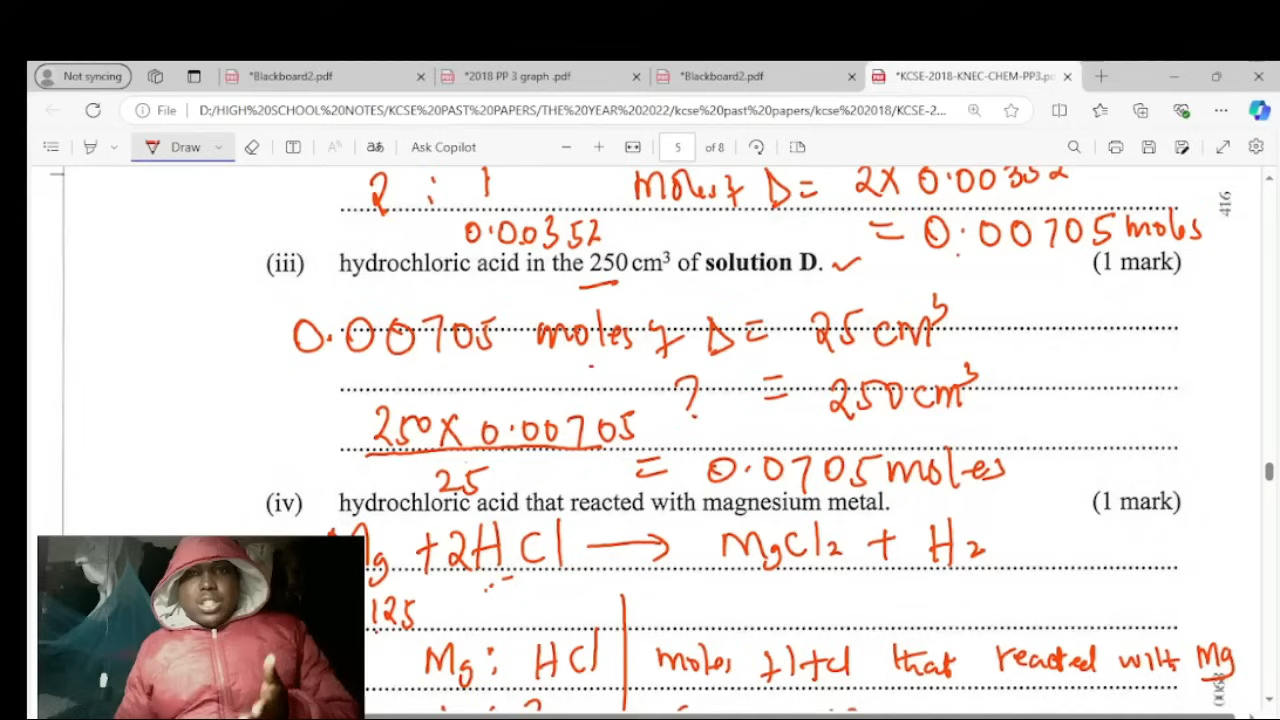 Not syncing
*Blackboard2.pdf
*2018 PP 3 graph .pdf
*Blackboard2.pdf
*KCSE-2018-KNEC-CHEM-PP3.p
File
D:/HIGH%20SCHOOL%20NOTES/KCSE%20PAST%20PAPERS/THE%20YEAR%202022/kcse%20past%20papers/kcse%202018/KCSE-2...
Draw
Ask Copilot
5 of 8
2 : 1 moles of D = 2 x 0.00352
0.00352 = 0.00705 moles
416
(iii) hydrochloric acid in the 250 cm³ of solution D. ✓ (1 mark)
0.00705 moles of D = 25 cm³
? = 250 cm³
250 x 0.00705
25 = 0.0705 moles
(iv) hydrochloric acid that reacted with magnesium metal. (1 mark)
Mg + 2HCl → MgCl2 + H2
125
Mg : HCl | moles of HCl that reacted with Mg